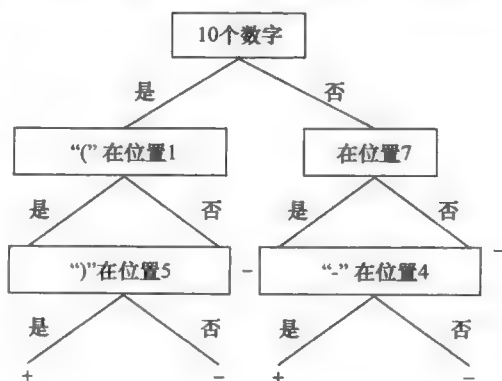 10个数字
是 否
“(” 在位置1 在位置7
是 否 是 否
“)”在位置5 - “-” 在位置4 -
是 否 是 否
+ - + -